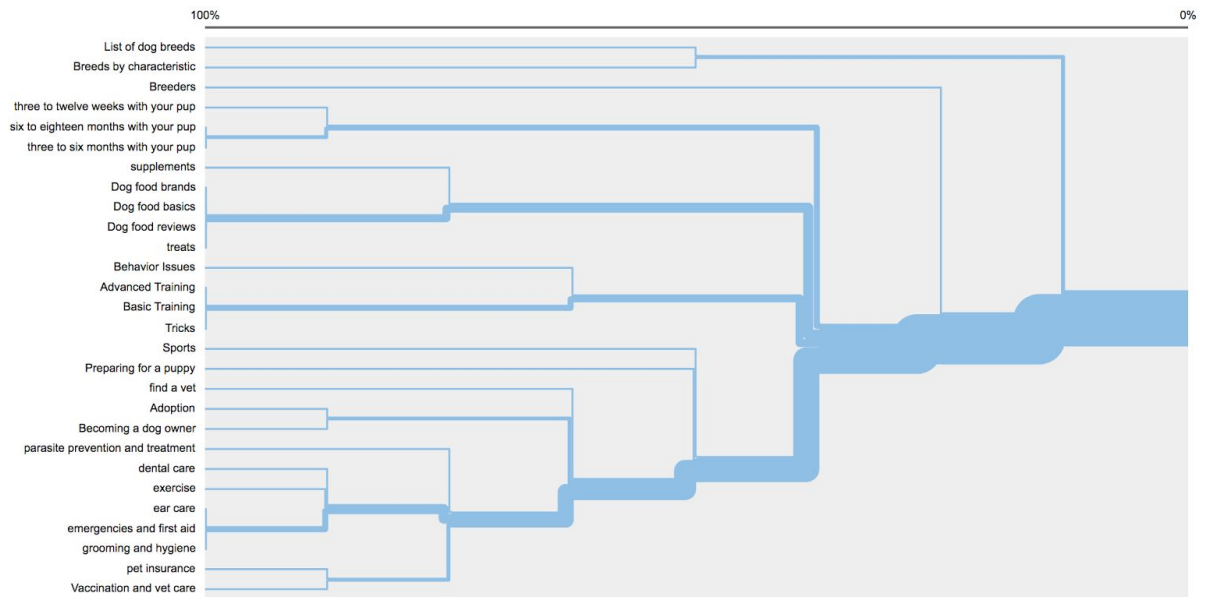 100%
0%
List of dog breeds
Breeds by characteristic
Breeders
three to twelve weeks with your pup
six to eighteen months with your pup
three to six months with your pup
supplements
Dog food brands
Dog food basics
Dog food reviews
treats
Behavior Issues
Advanced Training
Basic Training
Tricks
Sports
Preparing for a puppy
find a vet
Adoption
Becoming a dog owner
parasite prevention and treatment
dental care
exercise
ear care
emergencies and first aid
grooming and hygiene
pet insurance
Vaccination and vet care